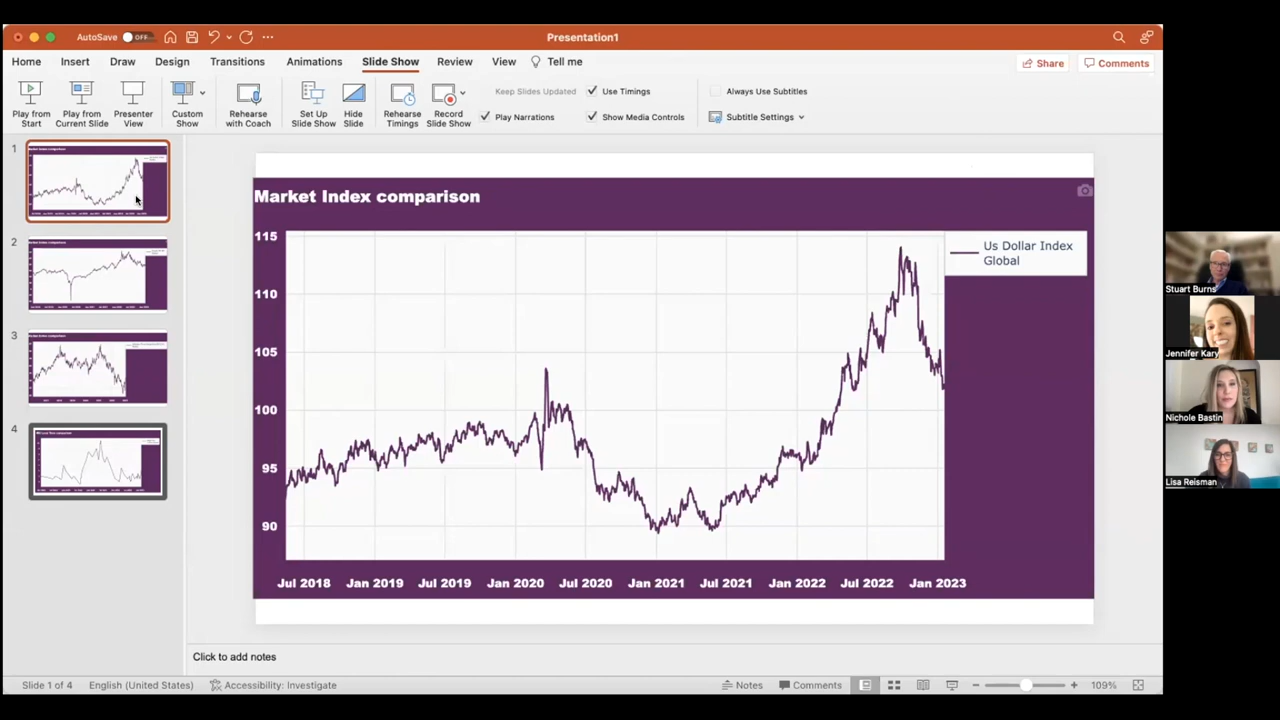 AutoSave OFF
Presentation1
Home Insert Draw Design Transitions Animations Slide Show Review View Tell me
Share Comments
Play from Start
Play from Current Slide
Presenter View
Custom Show
Rehearse with Coach
Set Up Slide Show
Hide Slide
Rehearse Timings
Record Slide Show
Keep Slides Updated
Use Timings
Play Narrations
Show Media Controls
Always Use Subtitles
Subtitle Settings
1
2
3
4
Market Index comparison
115
110
105
100
95
90
Us Dollar Index
Global
Jul 2018 Jan 2019 Jul 2019 Jan 2020 Jul 2020 Jan 2021 Jul 2021 Jan 2022 Jul 2022 Jan 2023
Click to add notes
Slide 1 of 4 English (United States) Accessibility: Investigate Notes Comments 109%
Stuart Burns
Jennifer Kary
Nichole Bastin
Lisa Reisman